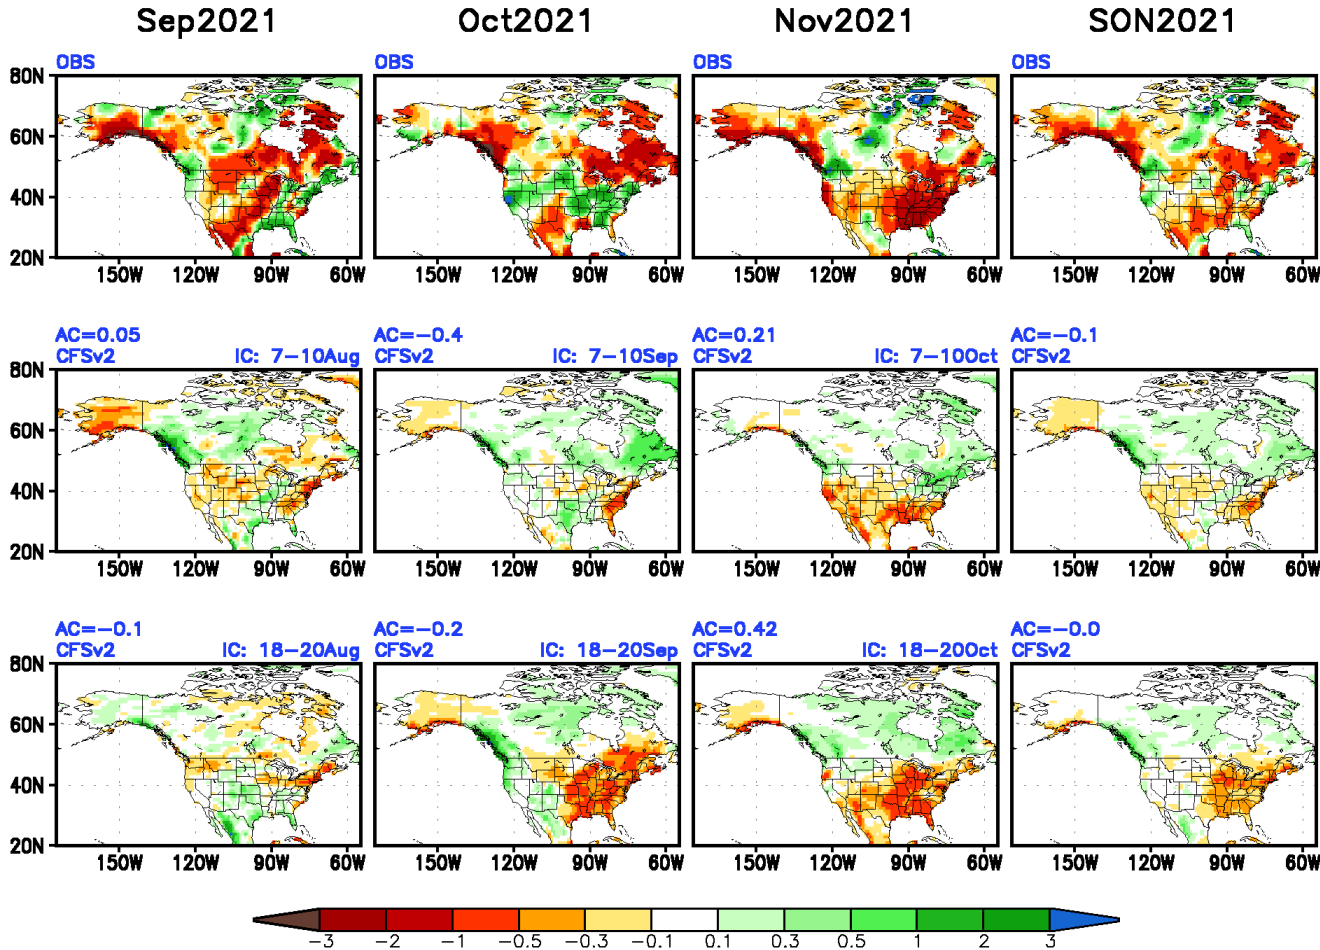 Sep2021 Oct2021 Nov2021 SON2021
OBS OBS OBS OBS
80N
60N
40N
20N
150W 120W 90W 60W 150W 120W 90W 60W 150W 120W 90W 60W 150W 120W 90W 60W
AC=0.05 AC=−0.4 AC=0.21 AC=−0.1
CFSv2 IC: 7−10Aug CFSv2 IC: 7−10Sep CFSv2 IC: 7−10Oct CFSv2
80N
60N
40N
20N
150W 120W 90W 60W 150W 120W 90W 60W 150W 120W 90W 60W 150W 120W 90W 60W
AC=−0.1 AC=−0.2 AC=0.42 AC=−0.0
CFSv2 IC: 18−20Aug CFSv2 IC: 18−20Sep CFSv2 IC: 18−20Oct CFSv2
80N
60N
40N
20N
150W 120W 90W 60W 150W 120W 90W 60W 150W 120W 90W 60W 150W 120W 90W 60W
−3 −2 −1 −0.5 −0.3 −0.1 0.1 0.3 0.5 1 2 3